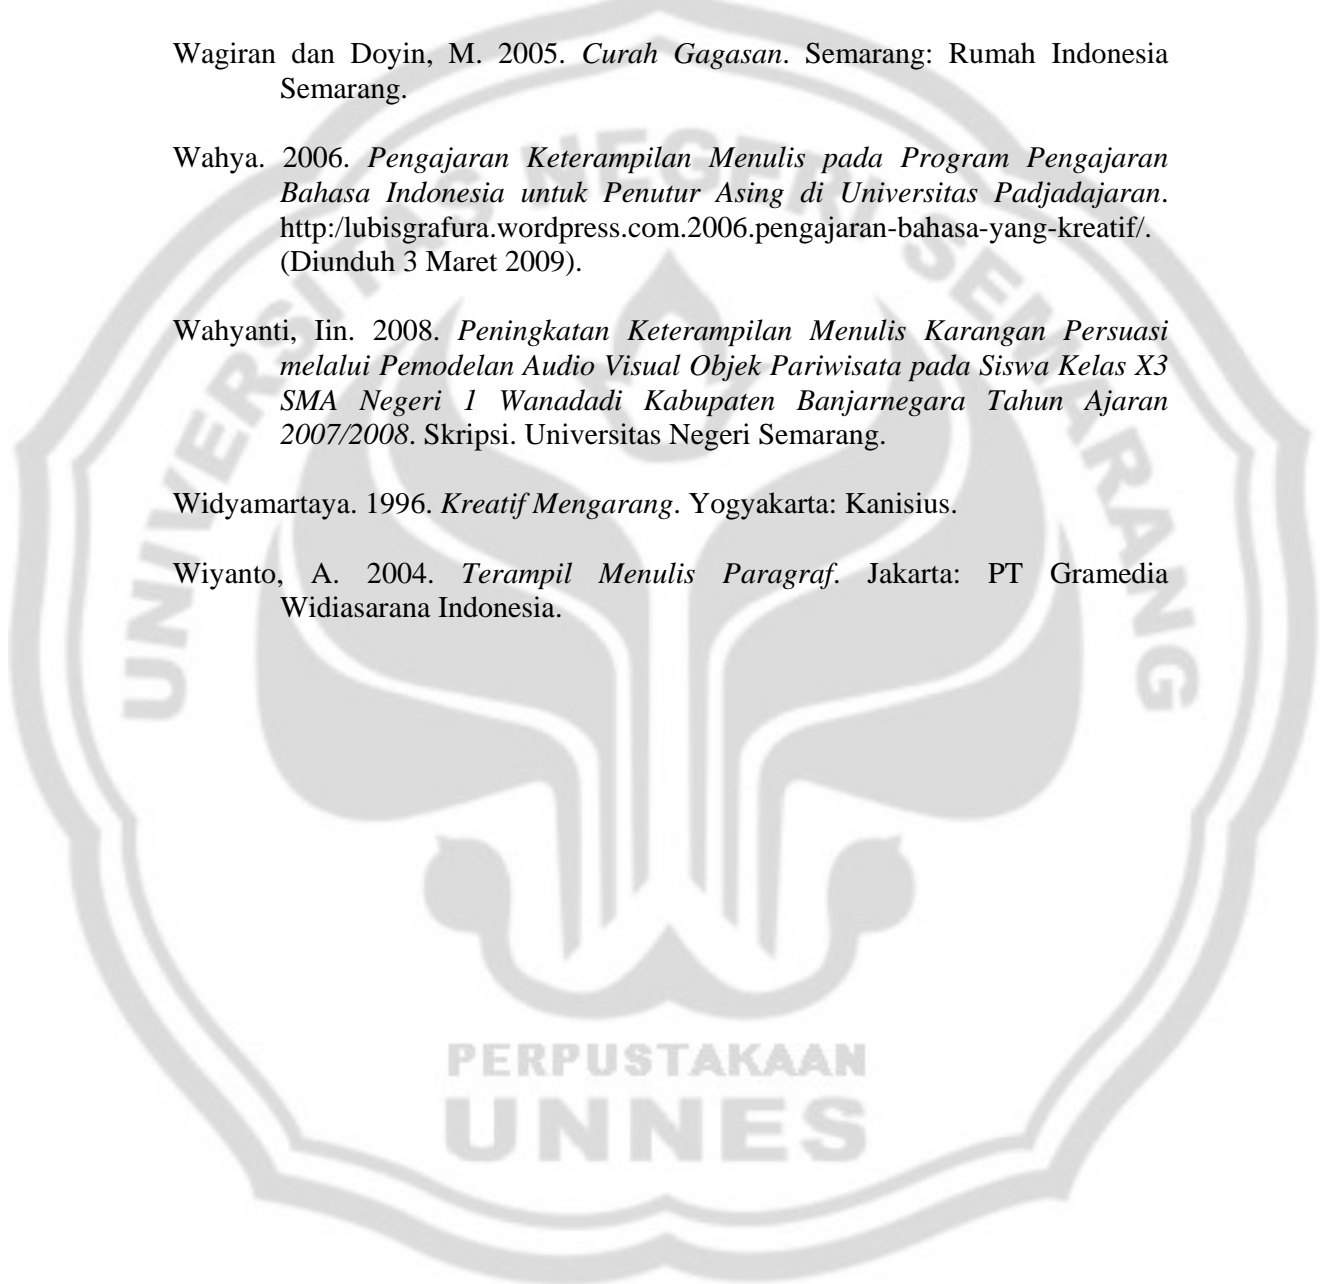 Wagiran dan Doyin, M. 2005. Curah Gagasan. Semarang: Rumah Indonesia
Semarang.
Wahya. 2006. Pengajaran Keterampilan Menulis pada Program Pengajaran
Bahasa Indonesia untuk Penutur Asing di Universitas Padjadajaran.
http:/lubisgrafura.wordpress.com.2006.pengajaran-bahasa-yang-kreatif/.
(Diunduh 3 Maret 2009).
Wahyanti, Iin. 2008. Peningkatan Keterampilan Menulis Karangan Persuasi
melalui Pemodelan Audio Visual Objek Pariwisata pada Siswa Kelas X3
SMA Negeri 1 Wanadadi Kabupaten Banjarnegara Tahun Ajaran
2007/2008. Skripsi. Universitas Negeri Semarang.
Widyamartaya. 1996. Kreatif Mengarang. Yogyakarta: Kanisius.
Wiyanto, A. 2004. Terampil Menulis Paragraf. Jakarta: PT Gramedia
Widiasarana Indonesia.
UNIVERSITAS NEGERI SEMARANG
PERPUSTAKAAN
UNNES